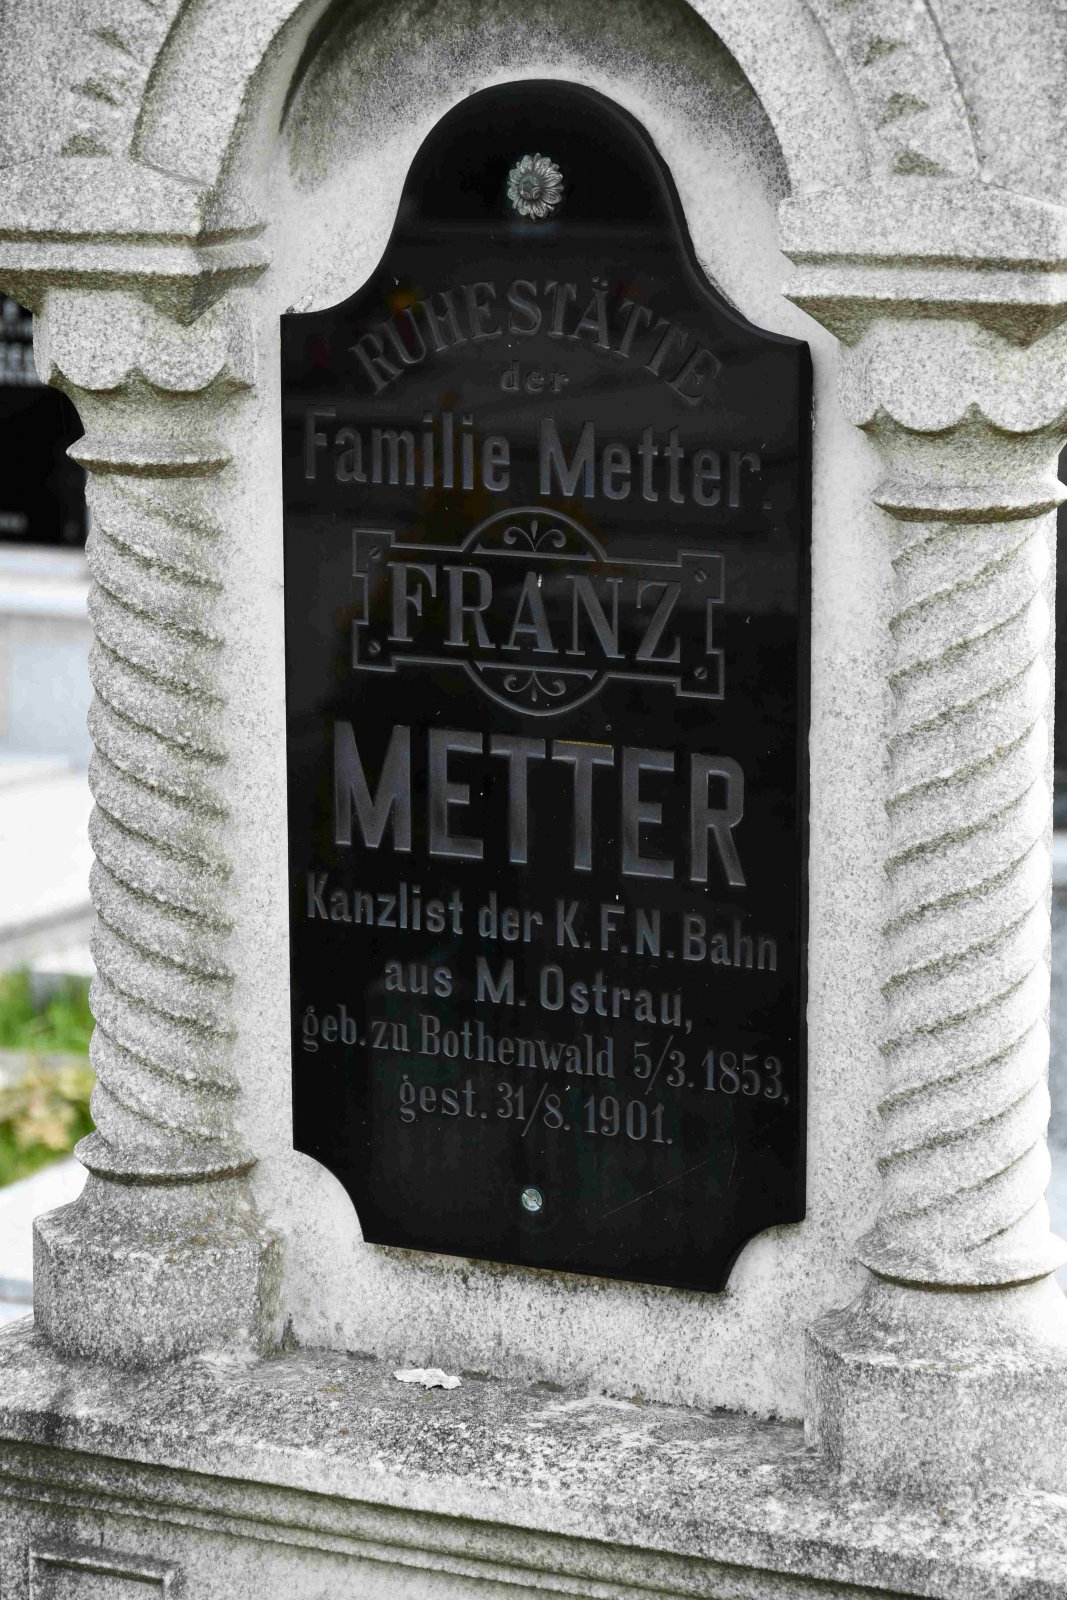 RUHESTÄTTE
der
Familie Metter.
FRANZ
METTER
Kanzlist der K.F.N. Bahn
aus M. Ostrau,
geb. zu Bothenwald 5/3. 1853,
gest. 31/8. 1901.